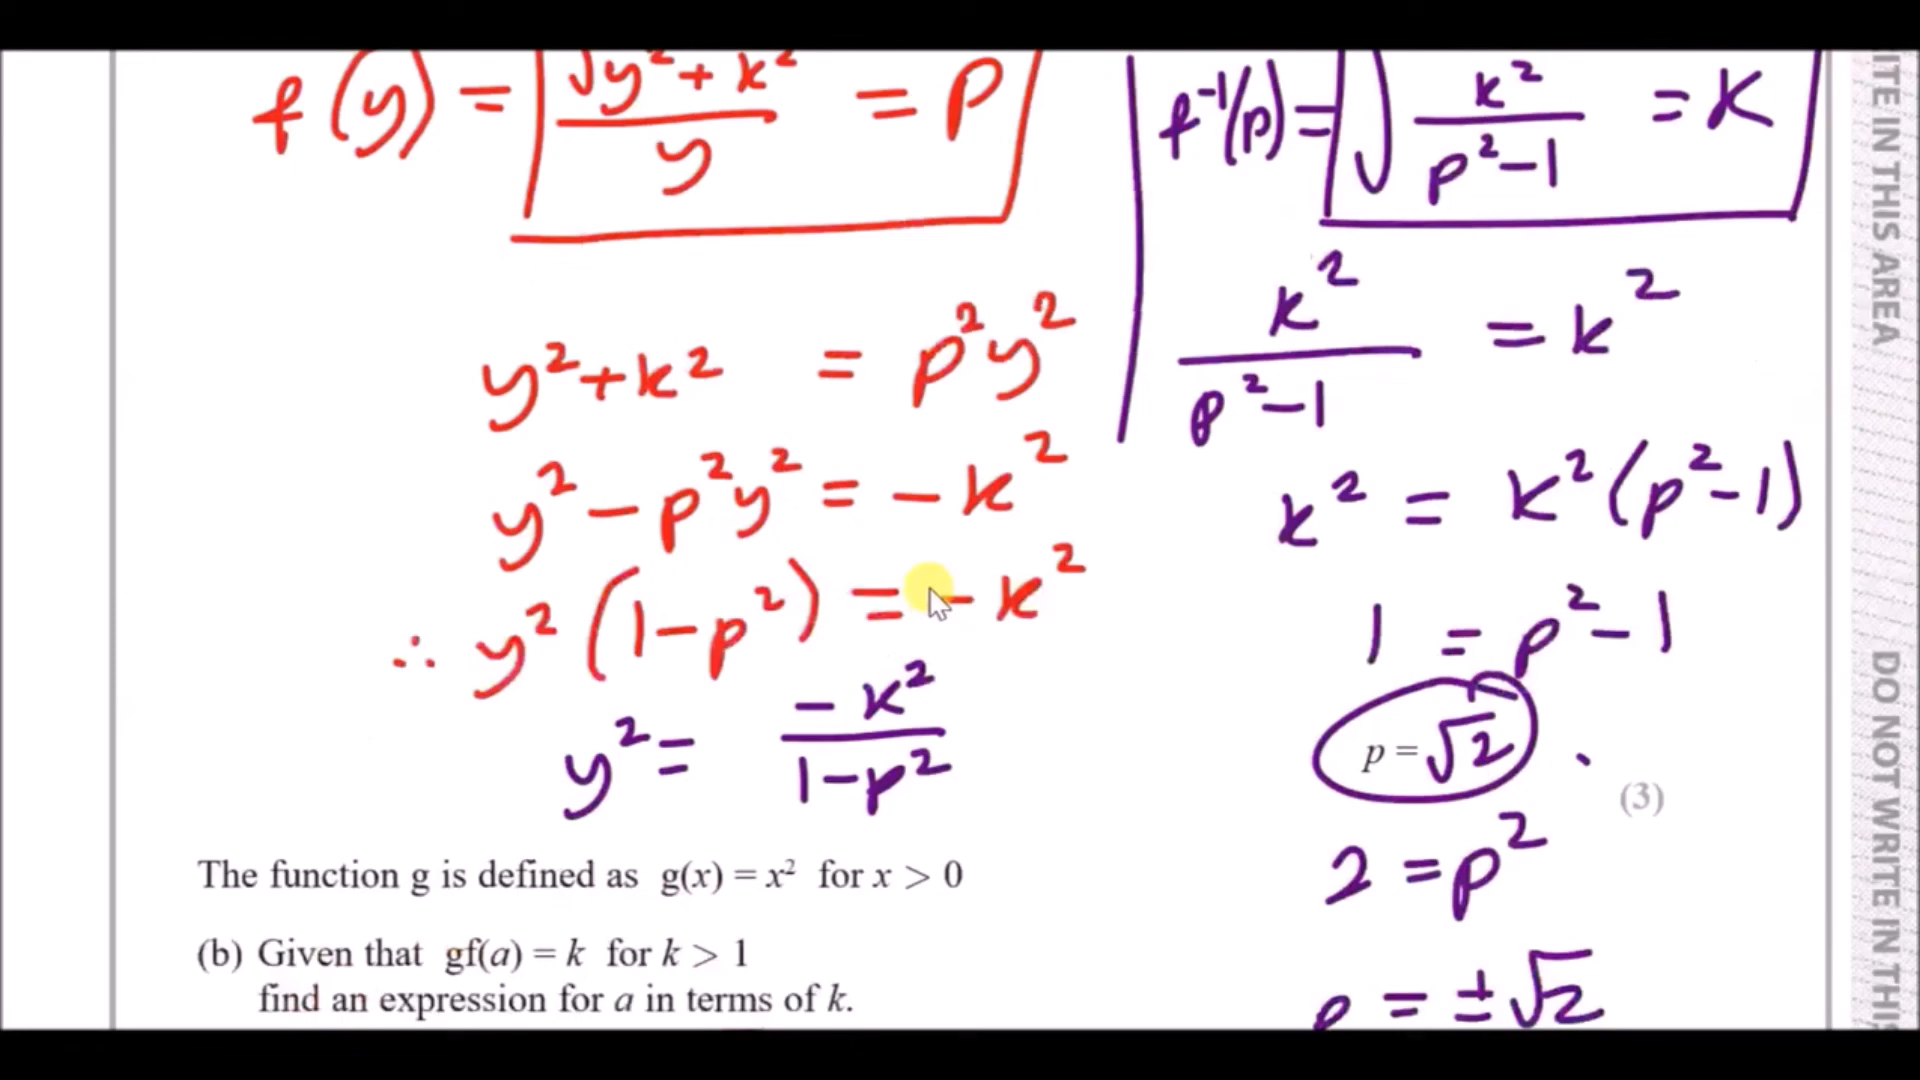 f(y) = √y²+k² / y = P
y²+k² = p²y²
y² - p²y² = -k²
∴ y²(1-p²) = -k²
y² = -k² / 1-p²
f⁻¹(p) = √ k² / p²-1 = K
k² / p²-1 = k²
k² = k²(p²-1)
1 = p²-1
p = √2 .
(3)
2 = p²
p = ±√2
The function g is defined as g(x) = x² for x > 0
(b) Given that gf(a) = k for k > 1
find an expression for a in terms of k.
ITE IN THIS AREA
DO NOT WRITE IN THIS